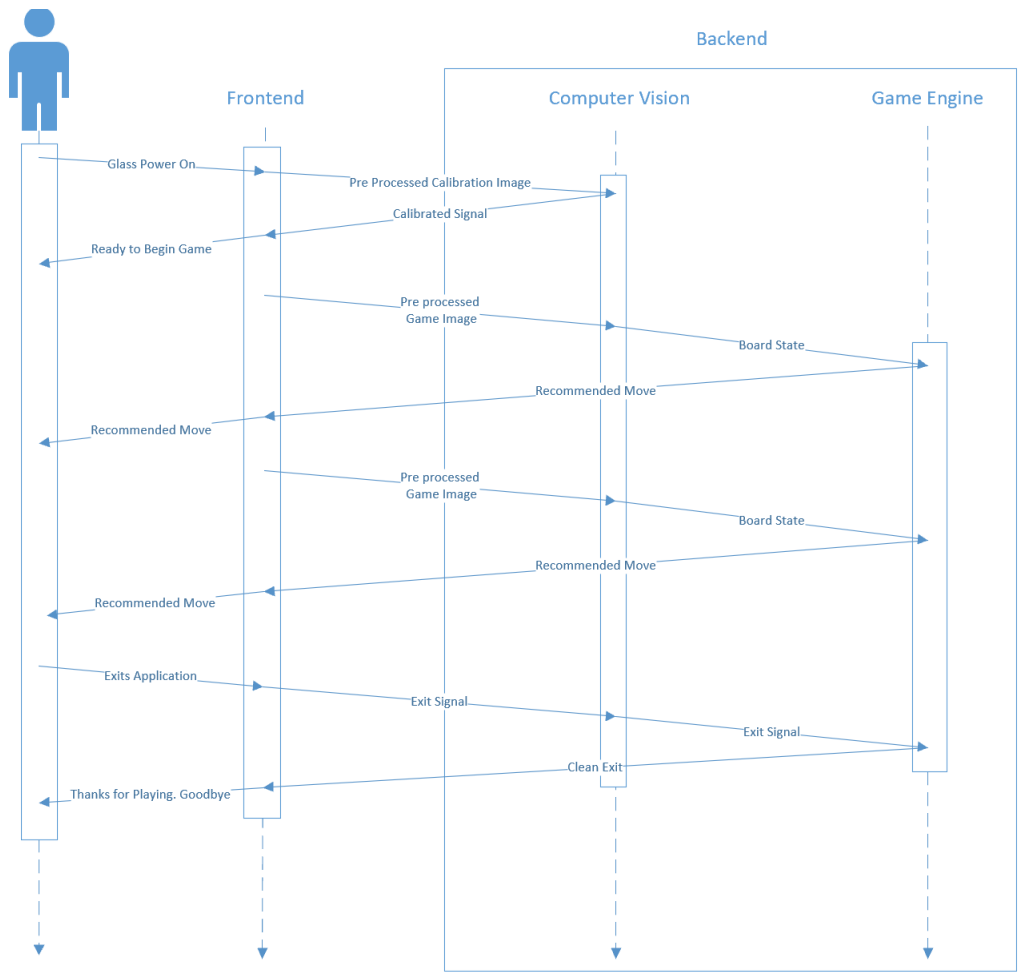 Backend
Frontend
Computer Vision
Game Engine
Glass Power On
Pre Processed Calibration Image
Calibrated Signal
Ready to Begin Game
Pre processed
Game Image
Board State
Recommended Move
Recommended Move
Pre processed
Game Image
Board State
Recommended Move
Recommended Move
Exits Application
Exit Signal
Exit Signal
Clean Exit
Thanks for Playing. Goodbye